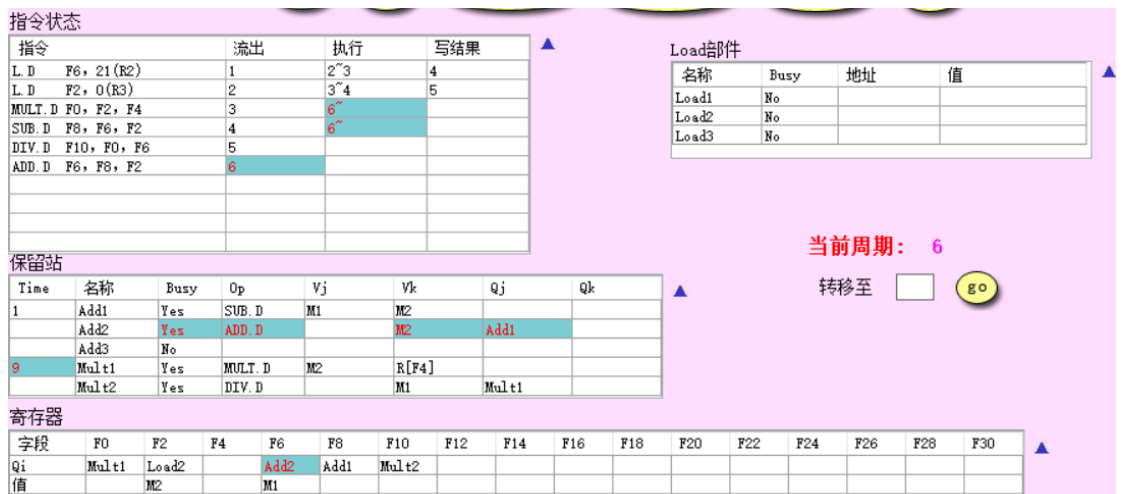 指令状态
指令 流出 执行 写结果
L.D F6, 21(R2) 1 2~3 4
L.D F2, 0(R3) 2 3~4 5
MULT.D F0, F2, F4 3 6~
SUB.D F8, F6, F2 4 6~
DIV.D F10, F0, F6 5
ADD.D F6, F8, F2 6
Load部件
名称 Busy 地址 值
Load1 No
Load2 No
Load3 No
当前周期： 6
转移至 go
保留站
Time 名称 Busy Op Vj Vk Qj Qk
1 Add1 Yes SUB.D M1 M2
Add2 Yes ADD.D M2 Add1
Add3 No
9 Mult1 Yes MULT.D M2 R[F4]
Mult2 Yes DIV.D M1 Mult1
寄存器
字段 F0 F2 F4 F6 F8 F10 F12 F14 F16 F18 F20 F22 F24 F26 F28 F30
Qi Mult1 Load2 Add2 Add1 Mult2
值 M2 M1